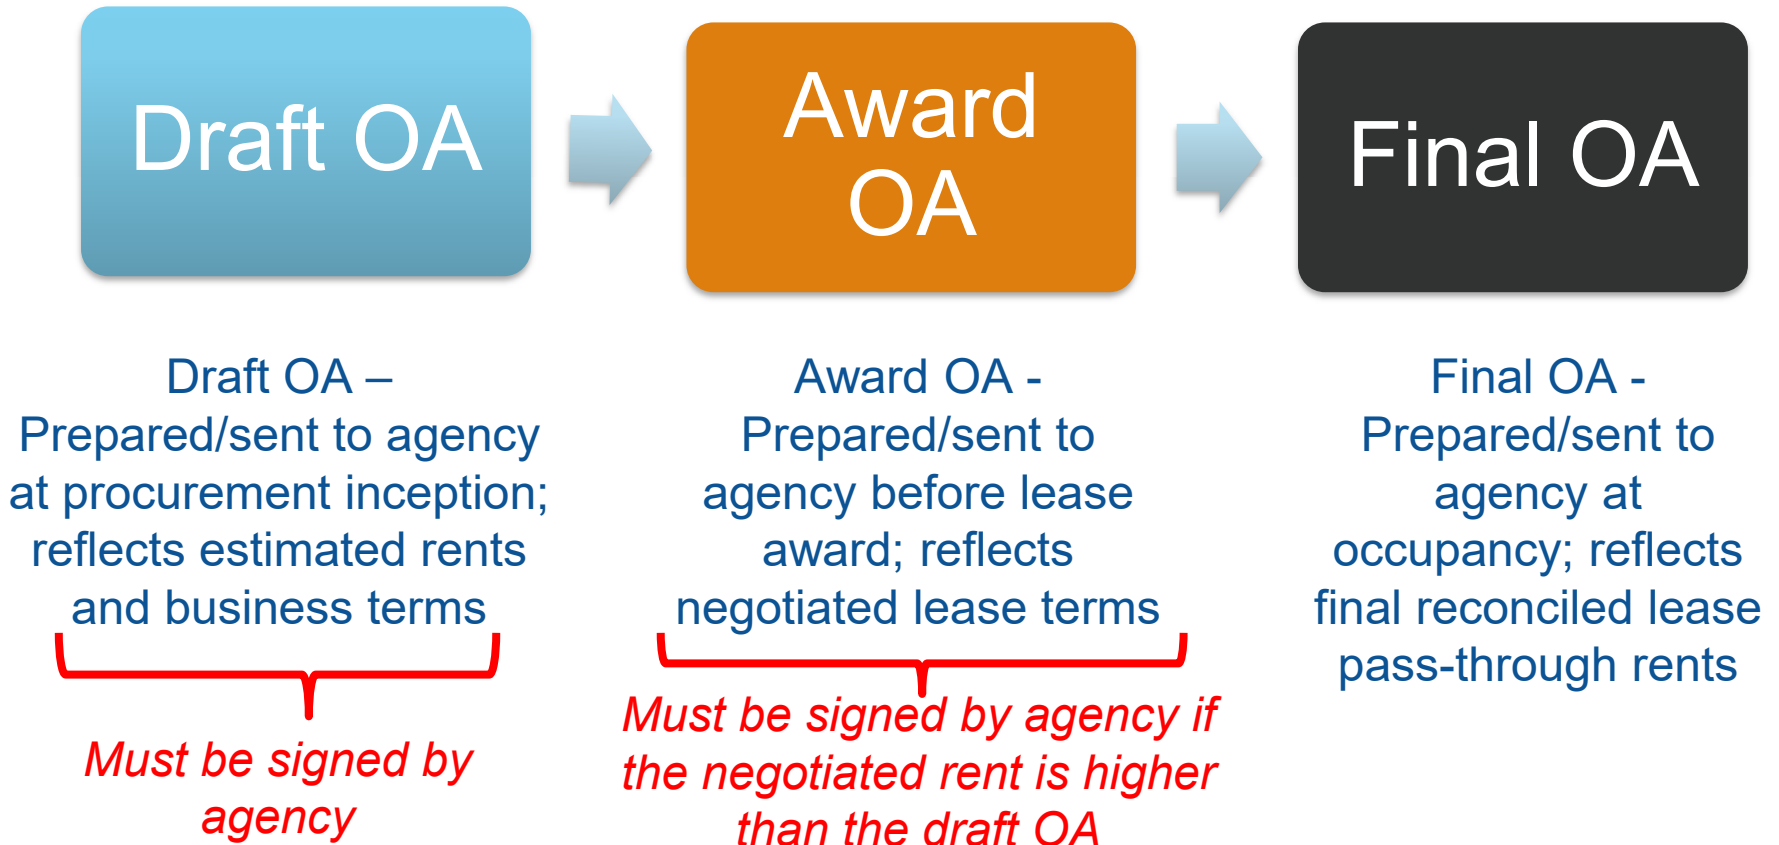 Draft OA
Award
OA
Final OA
Draft OA –
Prepared/sent to agency
at procurement inception;
reflects estimated rents
and business terms
Must be signed by
agency
Award OA -
Prepared/sent to
agency before lease
award; reflects
negotiated lease terms
Must be signed by agency if
the negotiated rent is higher
than the draft OA
Final OA -
Prepared/sent to
agency at
occupancy; reflects
final reconciled lease
pass-through rents